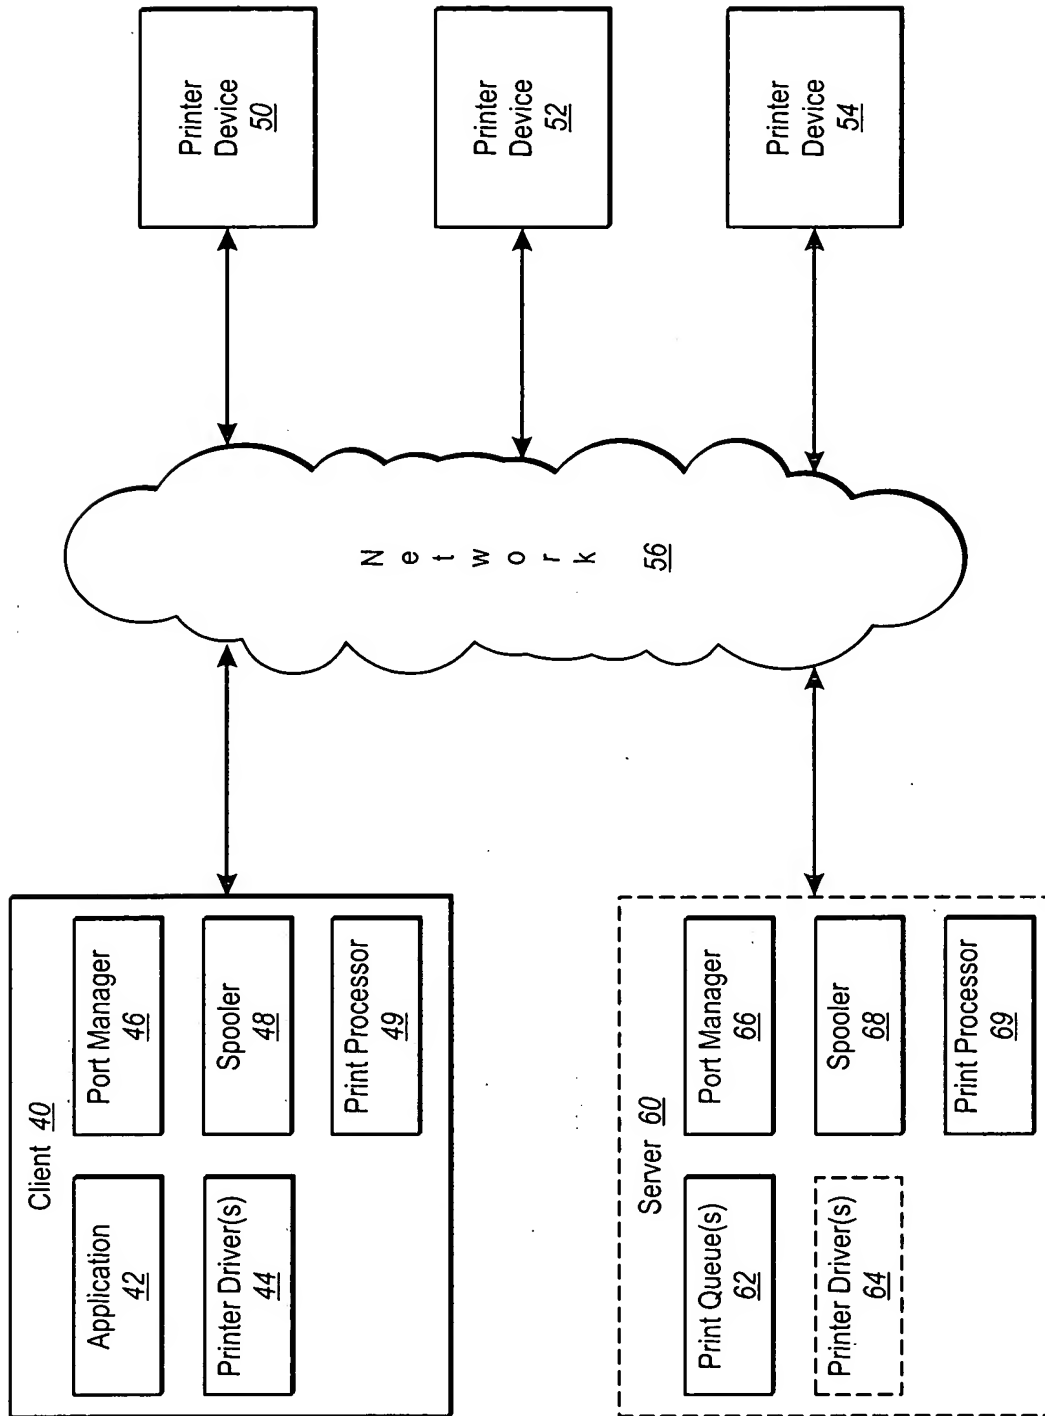 Client 40
Application
42
Port Manager
46
Printer Driver(s)
44
Spooler
48
Print Processor
49
Server 60
Print Queue(s)
62
Port Manager
66
Printer Driver(s)
64
Spooler
68
Print Processor
69
Network
56
Printer
Device
50
Printer
Device
52
Printer
Device
54